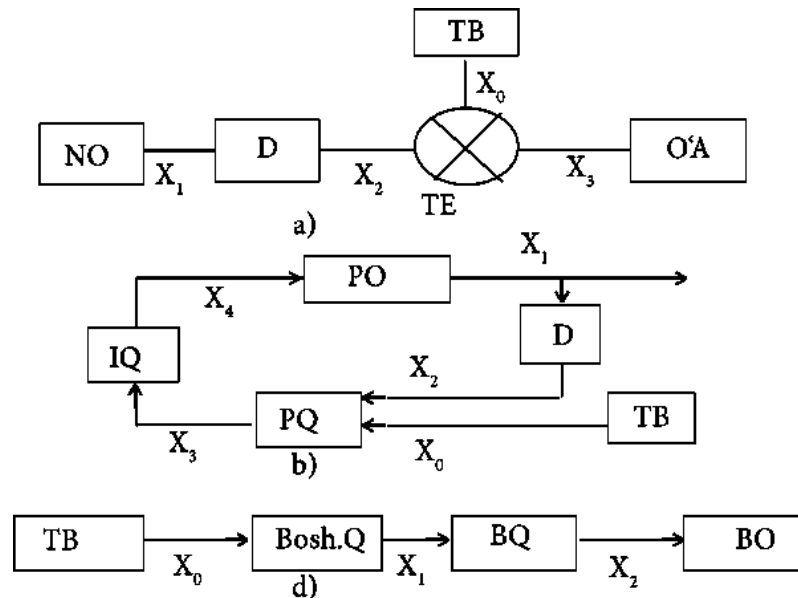 TB
X₀
NO X₁ D X₂ TE X₃ O‘A
a)
X₄ PO X₁
D
IQ
X₂
TB
PQ
X₃ b) X₀
TB X₀ Bosh.Q X₁ BQ X₂ BO
d)